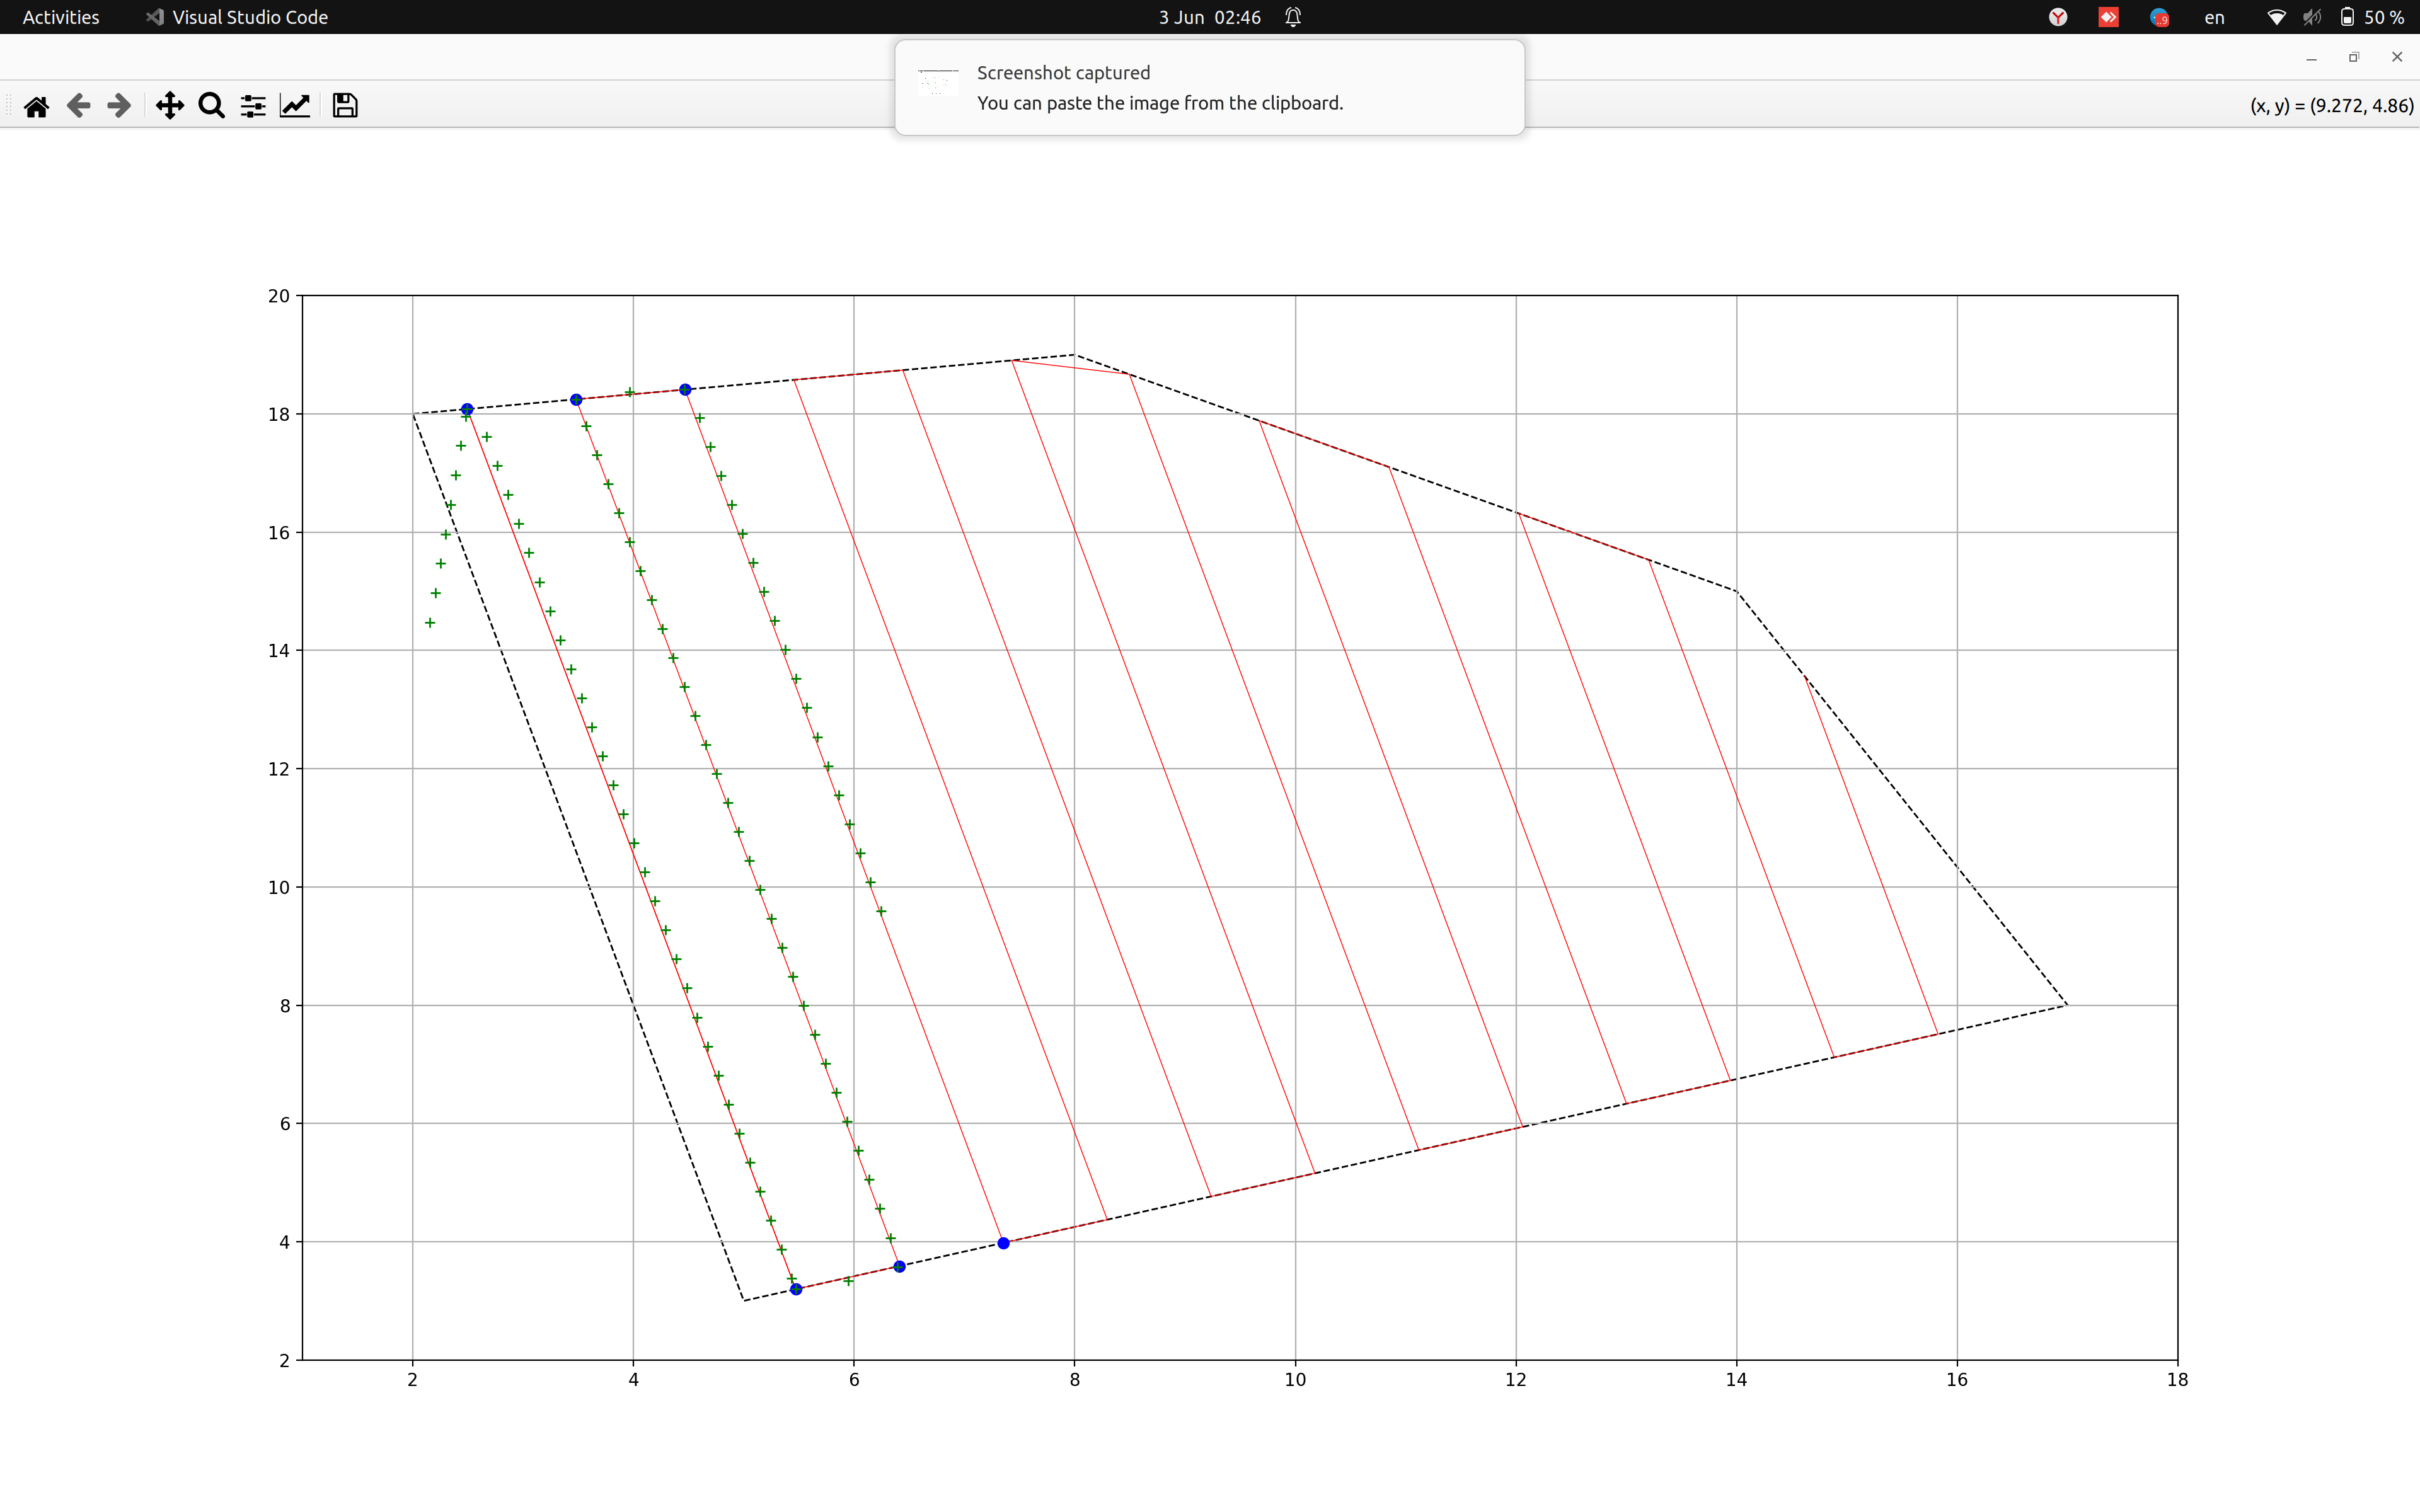 Activities Visual Studio Code 3 Jun 02:46 en 50 %
Screenshot captured
You can paste the image from the clipboard.
(x, y) = (9.272, 4.86)
20
18
16
14
12
10
8
6
4
2
2 4 6 8 10 12 14 16 18